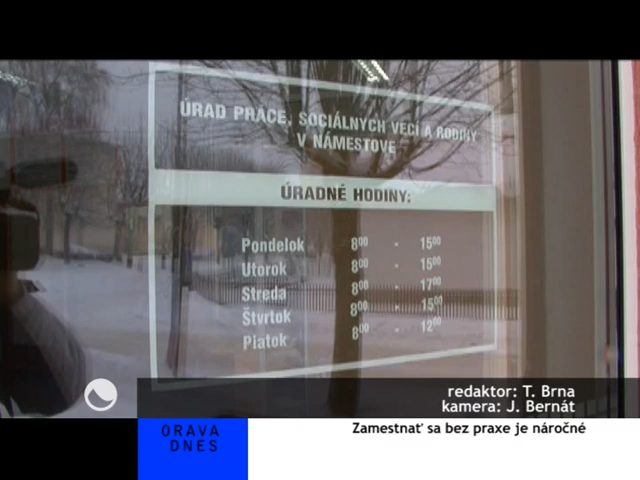 ÚRAD PRÁCE, SOCIÁLNYCH VECÍ A RODINY
V NÁMESTOVE
ÚRADNÉ HODINY:
Pondelok 8⁰⁰ - 15⁰⁰
Utorok 8⁰⁰ - 15⁰⁰
Streda 8⁰⁰ - 17⁰⁰
Štvrtok 8⁰⁰ - 15⁰⁰
Piatok 8⁰⁰ - 12⁰⁰
redaktor: T. Brna
kamera: J. Bernát
ORAVA
DNES
Zamestnať sa bez praxe je náročné